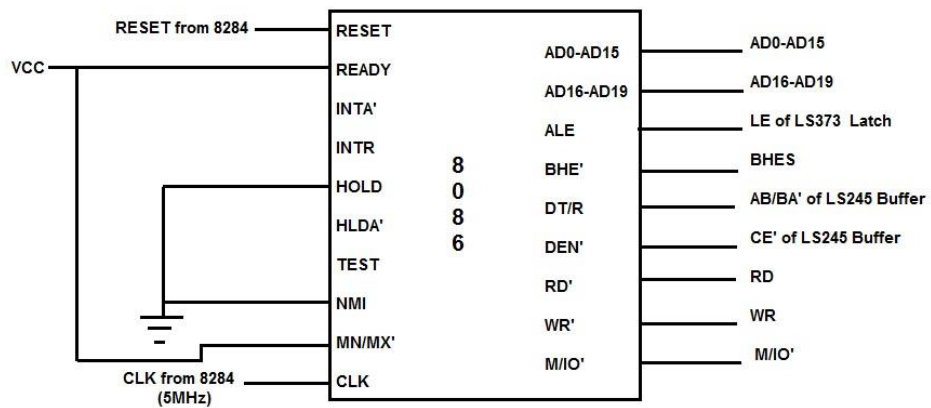 RESET from 8284
VCC
CLK from 8284
(5MHz)
RESET
READY
INTA'
INTR
HOLD
HLDA'
TEST
NMI
MN/MX'
CLK
8
0
8
6
AD0-AD15
AD16-AD19
ALE
BHE'
DT/R
DEN'
RD'
WR'
M/IO'
AD0-AD15
AD16-AD19
LE of LS373 Latch
BHES
AB/BA' of LS245 Buffer
CE' of LS245 Buffer
RD
WR
M/IO'